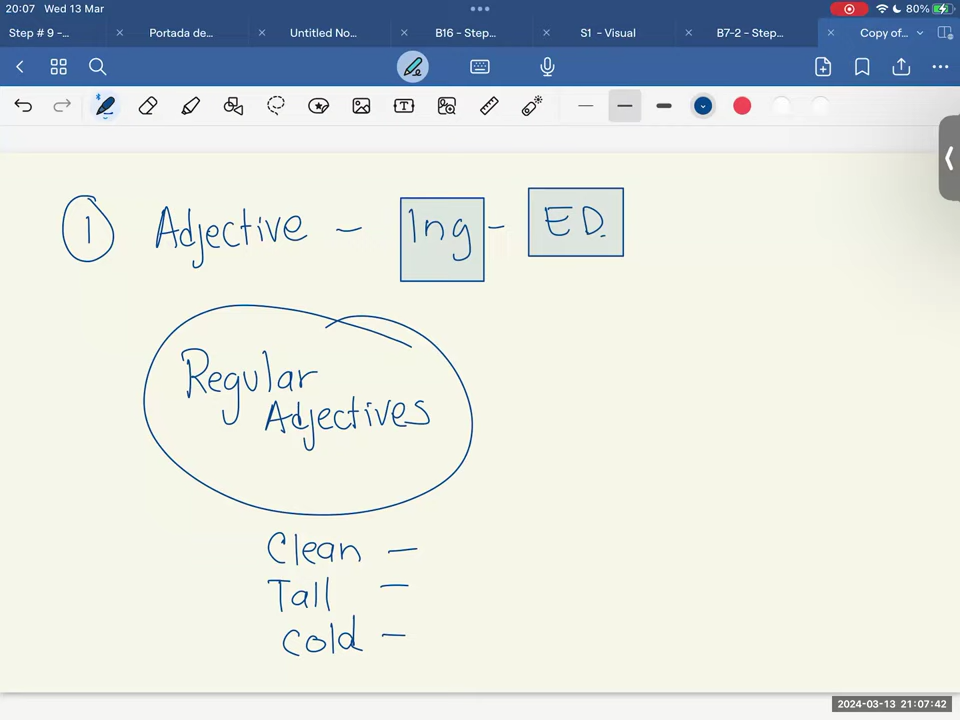 20:07 Wed 13 Mar
80%
Step # 9 -...
Portada de...
Untitled No...
B16 - Step...
S1 - Visual
B7-2 - Step...
Copy of...
1 Adjective - Ing - ED.
Regular
Adjectives
Clean -
Tall =
Cold -
2024-03-13 21:07:42